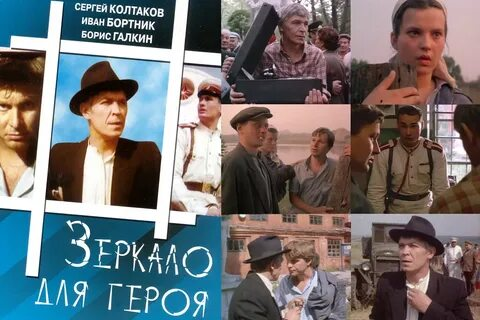 СЕРГЕЙ КОЛТАКОВ
ИВАН БОРТНИК
БОРИС ГАЛКИН
ЗЕРКАЛО
ДЛЯ ГЕРОЯ